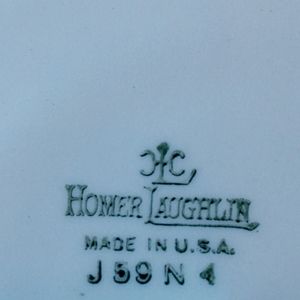 HLC
HOMER LAUGHLIN
MADE IN U.S.A.
J 59 N 4